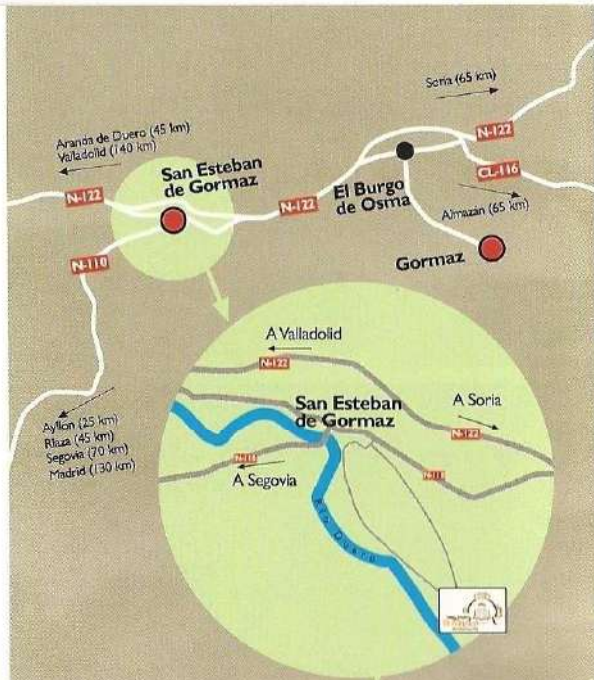 Soria (65 km)
N-122
CL-116
Aranda de Duero (45 km)
Valladolid (140 km)
San Esteban
de Gormaz
N-122
N-122
El Burgo
de Osma
Almazán (65 km)
Gormaz
N-110
Ayllón (25 km)
Riaza (45 km)
Segovia (70 km)
Madrid (130 km)
A Valladolid
N-122
San Esteban
de Gormaz
A Soria
N-122
A Segovia
Río Duero